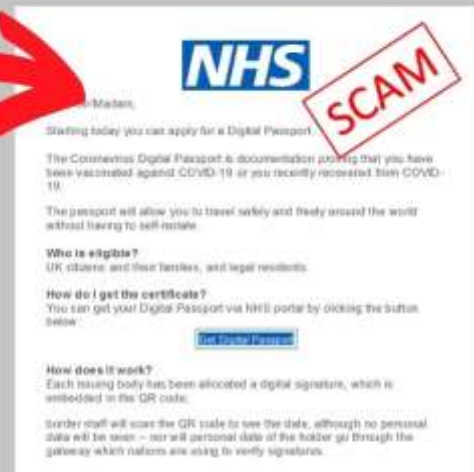 NHS
SCAM
/Madam,
Starting today you can apply for a Digital Passport.
The Coronavirus Digital Passport is documentation proving that you have
been vaccinated against COVID-19 or you recently recovered from COVID-
19.
The passport will allow you to travel safely and freely around the world
without having to self-isolate.
Who is eligible?
UK citizens and their families, and legal residents.
How do I get the certificate?
You can get your Digital Passport via NHS portal by clicking the button
below
Get Digital Passport
How does it work?
Each issuing body has been allocated a digital signature, which is
embedded in the QR code;
border staff will scan the QR code to see the data, although no personal
data will be seen – nor will personal data of the holder go through the
gateway which nations are using to verify signatures.